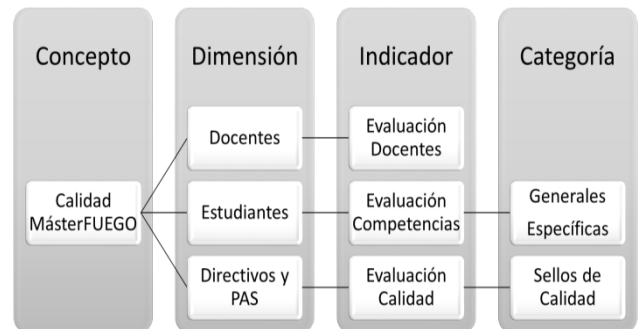 Concepto
Dimensión
Indicador
Categoría
Docentes
Evaluación
Docentes
Calidad
MásterFUEGO
Estudiantes
Evaluación
Competencias
Generales
Específicas
Directivos y
PAS
Evaluación
Calidad
Sellos de
Calidad